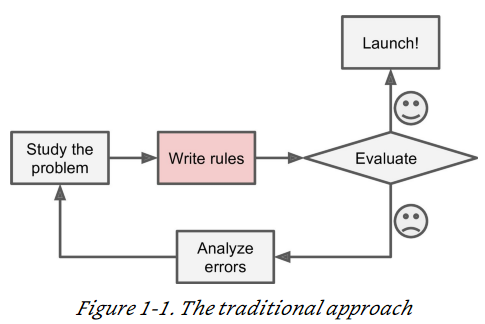 Launch!
Study the
problem
Write rules
Evaluate
Analyze
errors
Figure 1-1. The traditional approach